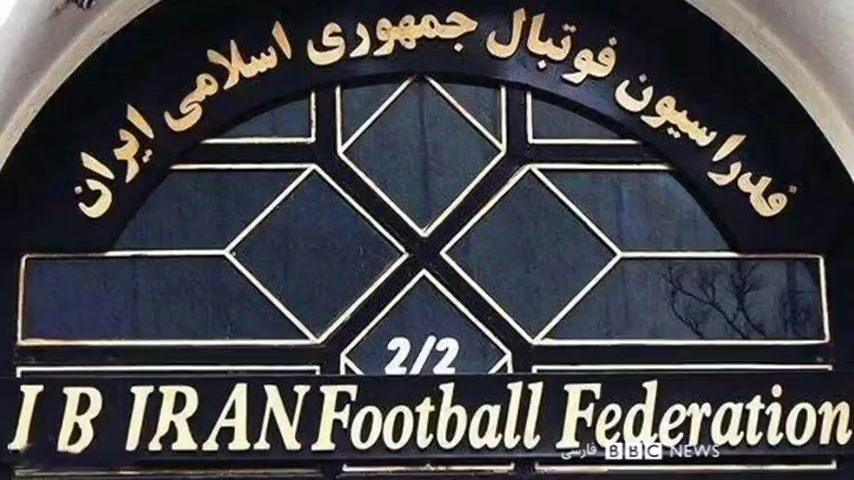 فدراسیون فوتبال جمهوری اسلامی ایران
2/2
I B IRAN Football Federation
فارسی BBC NEWS